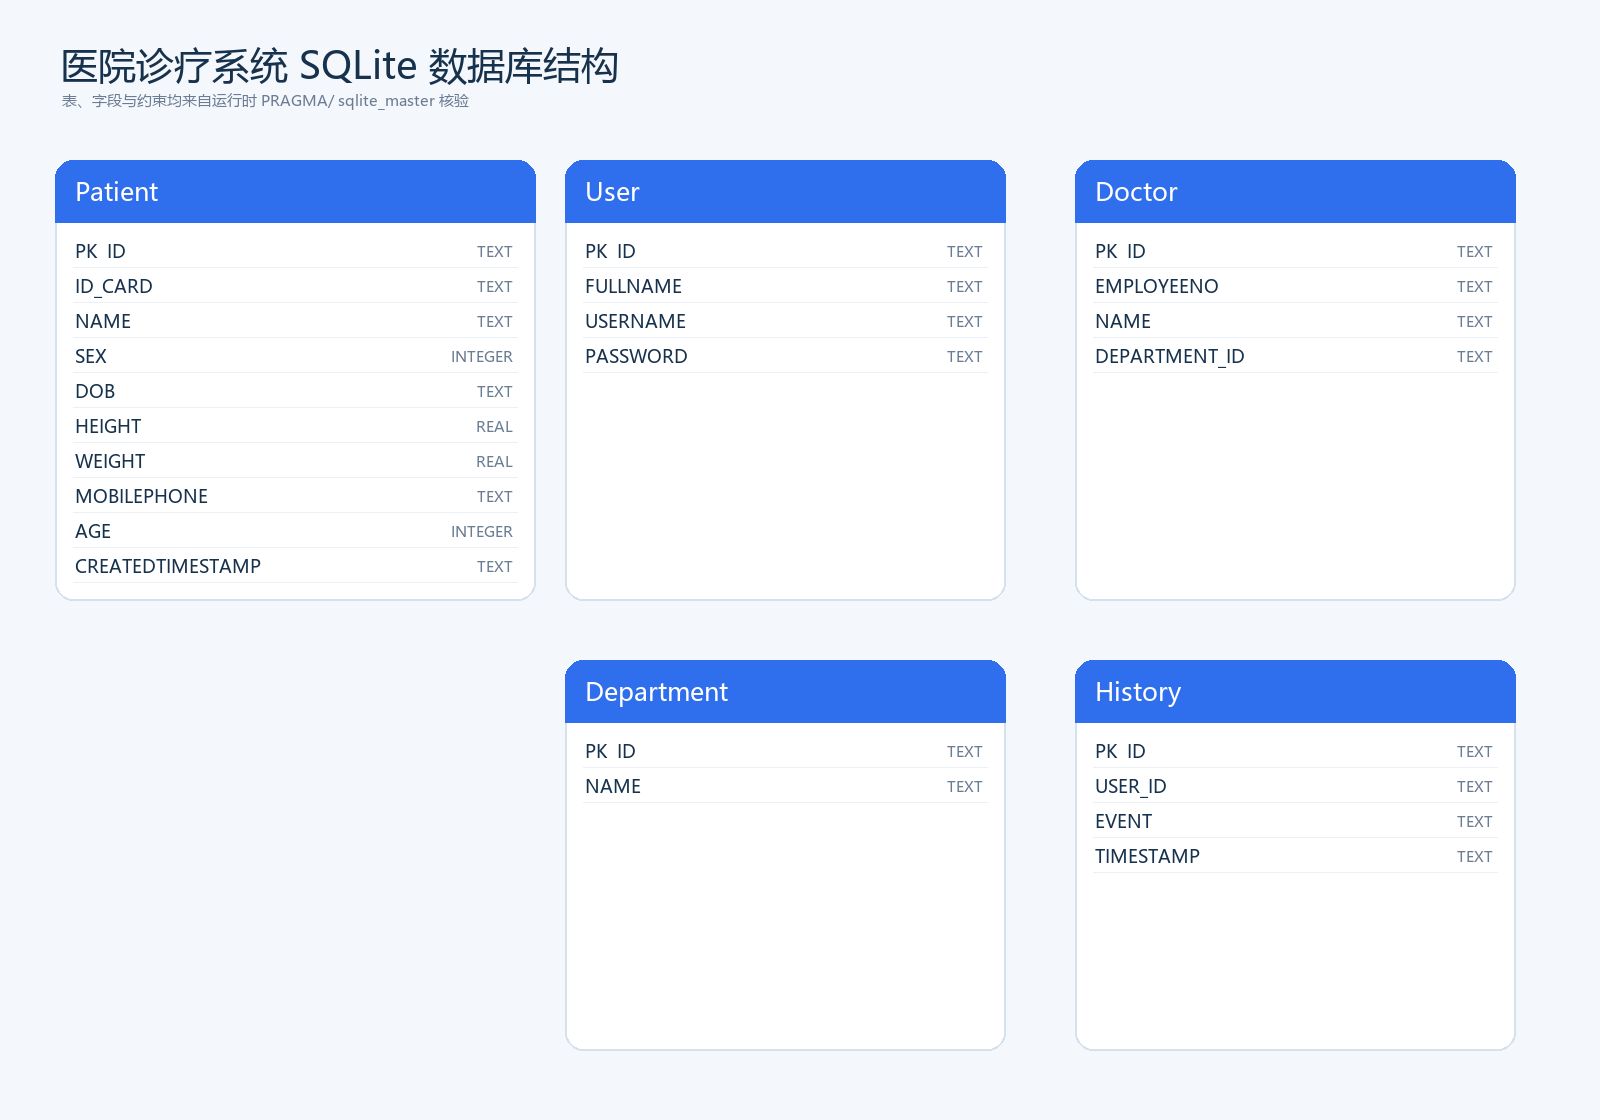 医院诊疗系统 SQLite 数据库结构
表、字段与约束均来自运行时 PRAGMA/ sqlite_master 核验
Patient
PK ID TEXT
ID_CARD TEXT
NAME TEXT
SEX INTEGER
DOB TEXT
HEIGHT REAL
WEIGHT REAL
MOBILEPHONE TEXT
AGE INTEGER
CREATEDTIMESTAMP TEXT
User
PK ID TEXT
FULLNAME TEXT
USERNAME TEXT
PASSWORD TEXT
Doctor
PK ID TEXT
EMPLOYEENO TEXT
NAME TEXT
DEPARTMENT_ID TEXT
Department
PK ID TEXT
NAME TEXT
History
PK ID TEXT
USER_ID TEXT
EVENT TEXT
TIMESTAMP TEXT